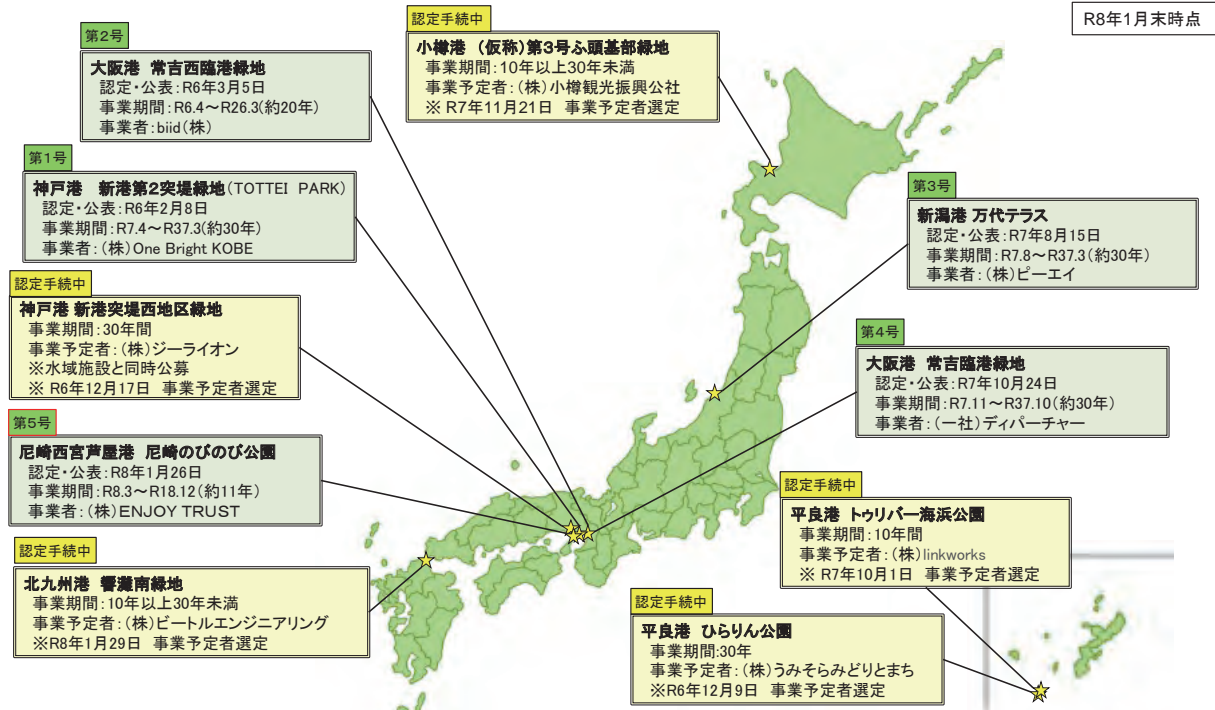 R8年1月末時点
第2号
大阪港 常吉西臨港緑地
認定・公表:R6年3月5日
事業期間:R6.4～R26.3(約20年)
事業者:biid(株)
認定手続中
小樽港 (仮称)第3号ふ頭基部緑地
事業期間:10年以上30年未満
事業予定者:(株)小樽観光振興公社
※ R7年11月21日 事業予定者選定
第1号
神戸港 新港第2突堤緑地(TOTTEI PARK)
認定・公表:R6年2月8日
事業期間:R7.4～R37.3(約30年)
事業者:(株)One Bright KOBE
第3号
新潟港 万代テラス
認定・公表:R7年8月15日
事業期間:R7.8～R37.3(約30年)
事業者:(株)ピーエイ
認定手続中
神戸港 新港突堤西地区緑地
事業期間:30年間
事業予定者:(株)ジーライオン
※水域施設と同時公募
※ R6年12月17日 事業予定者選定
第4号
大阪港 常吉臨港緑地
認定・公表:R7年10月24日
事業期間:R7.11～R37.10(約30年)
事業者:(一社)ディパーチャー
第5号
尼崎西宮芦屋港 尼崎のびのび公園
認定・公表:R8年1月26日
事業期間:R8.3～R18.12(約11年)
事業者:(株)ENJOY TRUST
認定手続中
平良港 トゥリバー海浜公園
事業期間:10年間
事業予定者:(株)linkworks
※ R7年10月1日 事業予定者選定
認定手続中
北九州港 響灘南緑地
事業期間:10年以上30年未満
事業予定者:(株)ビートルエンジニアリング
※R8年1月29日 事業予定者選定
認定手続中
平良港 ひらりん公園
事業期間:30年
事業予定者:(株)うみそらみどりとまち
※R6年12月9日 事業予定者選定